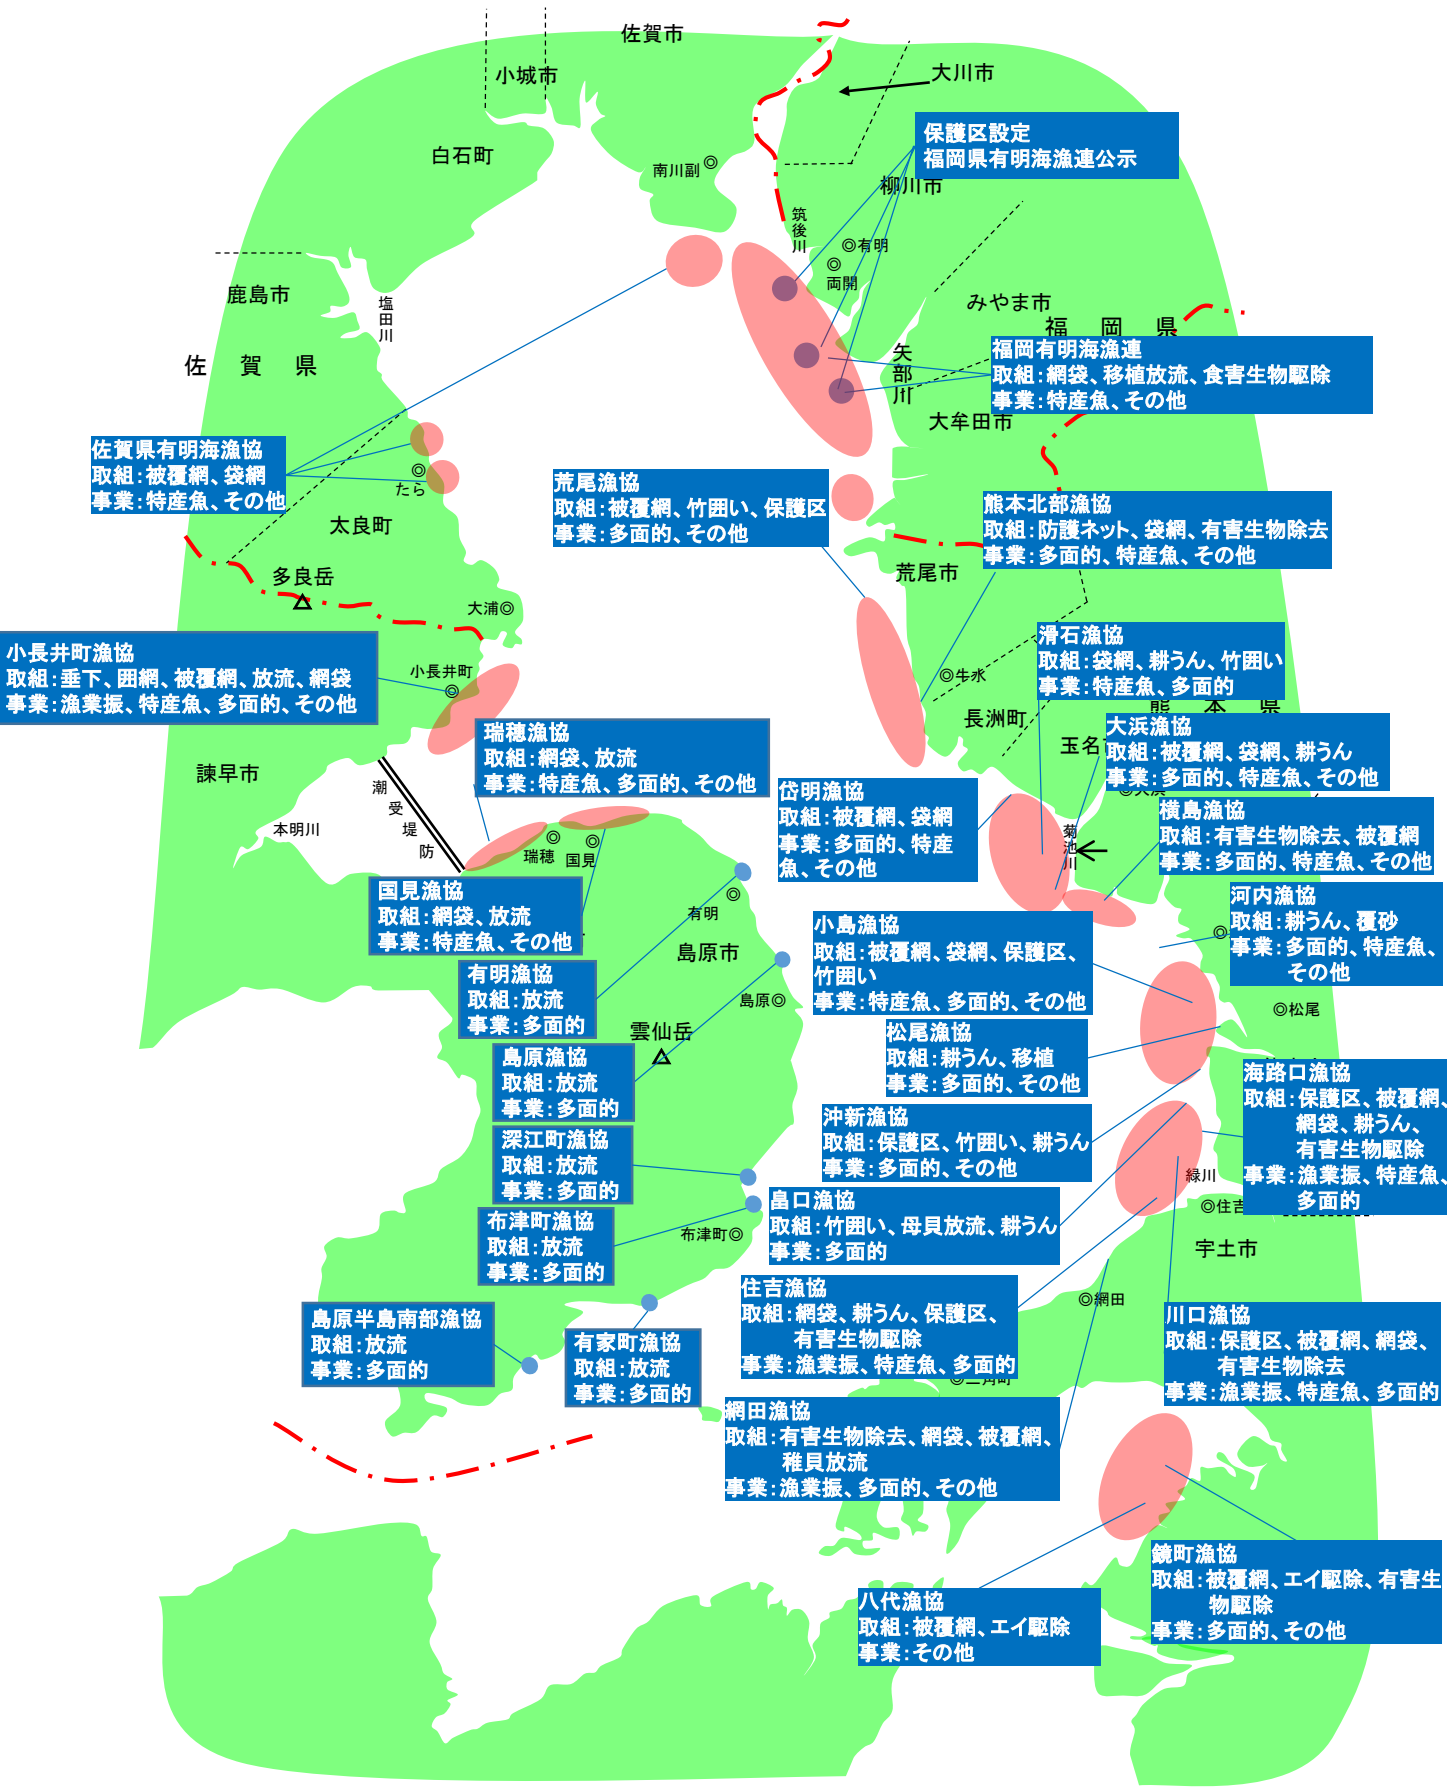 佐賀市
小城市
大川市
白石町
南川副◎
保護区設定
福岡県有明海漁連公示
柳川市
筑後川
◎有明
◎
両開
鹿島市
塩田川
みやま市
福岡県
佐賀県
矢部川
福岡有明海漁連
取組：網袋、移植放流、食害生物駆除
事業：特産魚、その他
大牟田市
佐賀県有明海漁協
取組：被覆網、袋網
事業：特産魚、その他
◎
たら
太良町
荒尾漁協
取組：被覆網、竹囲い、保護区
事業：多面的、その他
熊本北部漁協
取組：防護ネット、袋網、有害生物除去
事業：多面的、特産魚、その他
荒尾市
多良岳
大浦◎
小長井町漁協
取組：垂下、囲網、被覆網、放流、網袋
事業：漁業振、特産魚、多面的、その他
小長井町
◎
滑石漁協
取組：袋網、耕うん、竹囲い
事業：特産魚、多面的
◎牛水
長洲町
熊本県
玉名
大浜漁協
取組：被覆網、袋網、耕うん
事業：多面的、特産魚、その他
瑞穂漁協
取組：網袋、放流
事業：特産魚、多面的、その他
諫早市
潮受堤防
本明川
岱明漁協
取組：被覆網、袋網
事業：多面的、特産
魚、その他
◎大浜
菊池川
横島漁協
取組：有害生物除去、被覆網
事業：多面的、特産魚、その他
◎
瑞穂
◎
国見
国見漁協
取組：網袋、放流
事業：特産魚、その他
◎
有明
島原市
河内漁協
取組：耕うん、覆砂
事業：多面的、特産魚、
その他
◎
小島漁協
取組：被覆網、袋網、保護区、
竹囲い
事業：特産魚、多面的、その他
有明漁協
取組：放流
事業：多面的
島原◎
◎松尾
雲仙岳
松尾漁協
取組：耕うん、移植
事業：多面的、その他
島原漁協
取組：放流
事業：多面的
海路口漁協
取組：保護区、被覆網、
網袋、耕うん、
有害生物駆除
事業：漁業振、特産魚、
多面的
沖新漁協
取組：保護区、竹囲い、耕うん
事業：多面的、その他
深江町漁協
取組：放流
事業：多面的
緑川
◎住吉
畠口漁協
取組：竹囲い、母貝放流、耕うん
事業：多面的
布津町漁協
取組：放流
事業：多面的
布津町◎
宇土市
住吉漁協
取組：網袋、耕うん、保護区、
有害生物駆除
事業：漁業振、特産魚、多面的
◎網田
川口漁協
取組：保護区、被覆網、網袋、
有害生物除去
事業：漁業振、特産魚、多面的
島原半島南部漁協
取組：放流
事業：多面的
有家町漁協
取組：放流
事業：多面的
◎三角町
網田漁協
取組：有害生物除去、網袋、被覆網、
稚貝放流
事業：漁業振、多面的、その他
鏡町漁協
取組：被覆網、エイ駆除、有害生
物駆除
事業：多面的、その他
八代漁協
取組：被覆網、エイ駆除
事業：その他